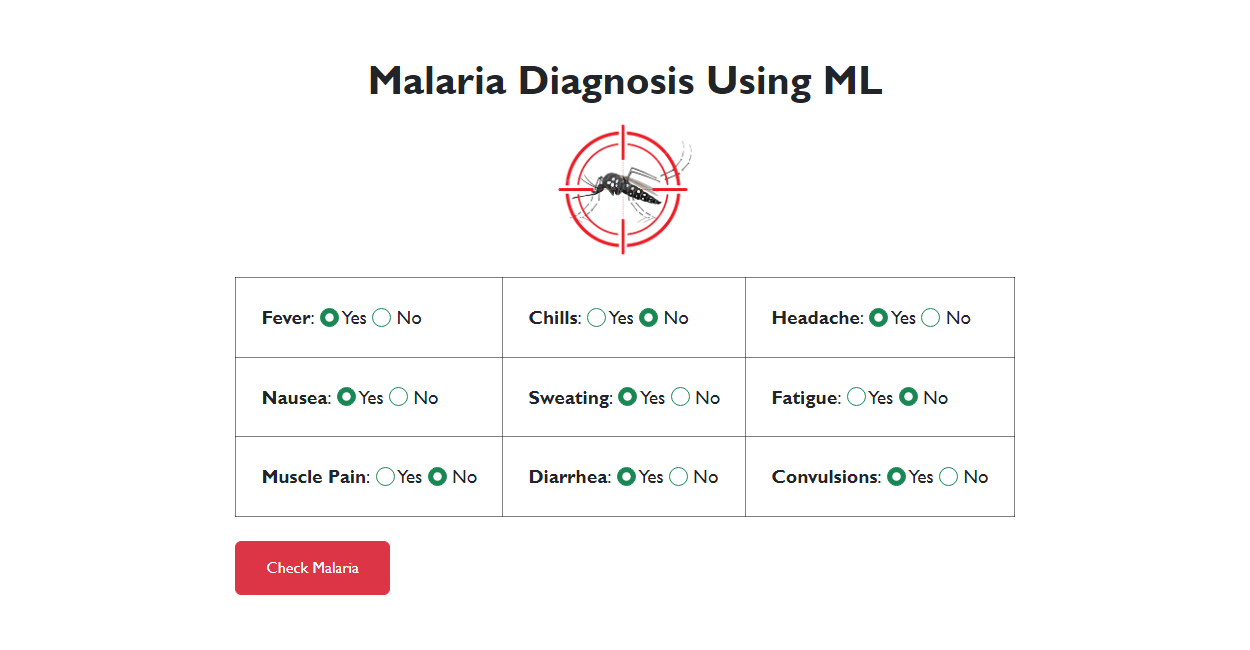 Malaria Diagnosis Using ML
Fever: Yes No
Chills: Yes No
Headache: Yes No
Nausea: Yes No
Sweating: Yes No
Fatigue: Yes No
Muscle Pain: Yes No
Diarrhea: Yes No
Convulsions: Yes No
Check Malaria